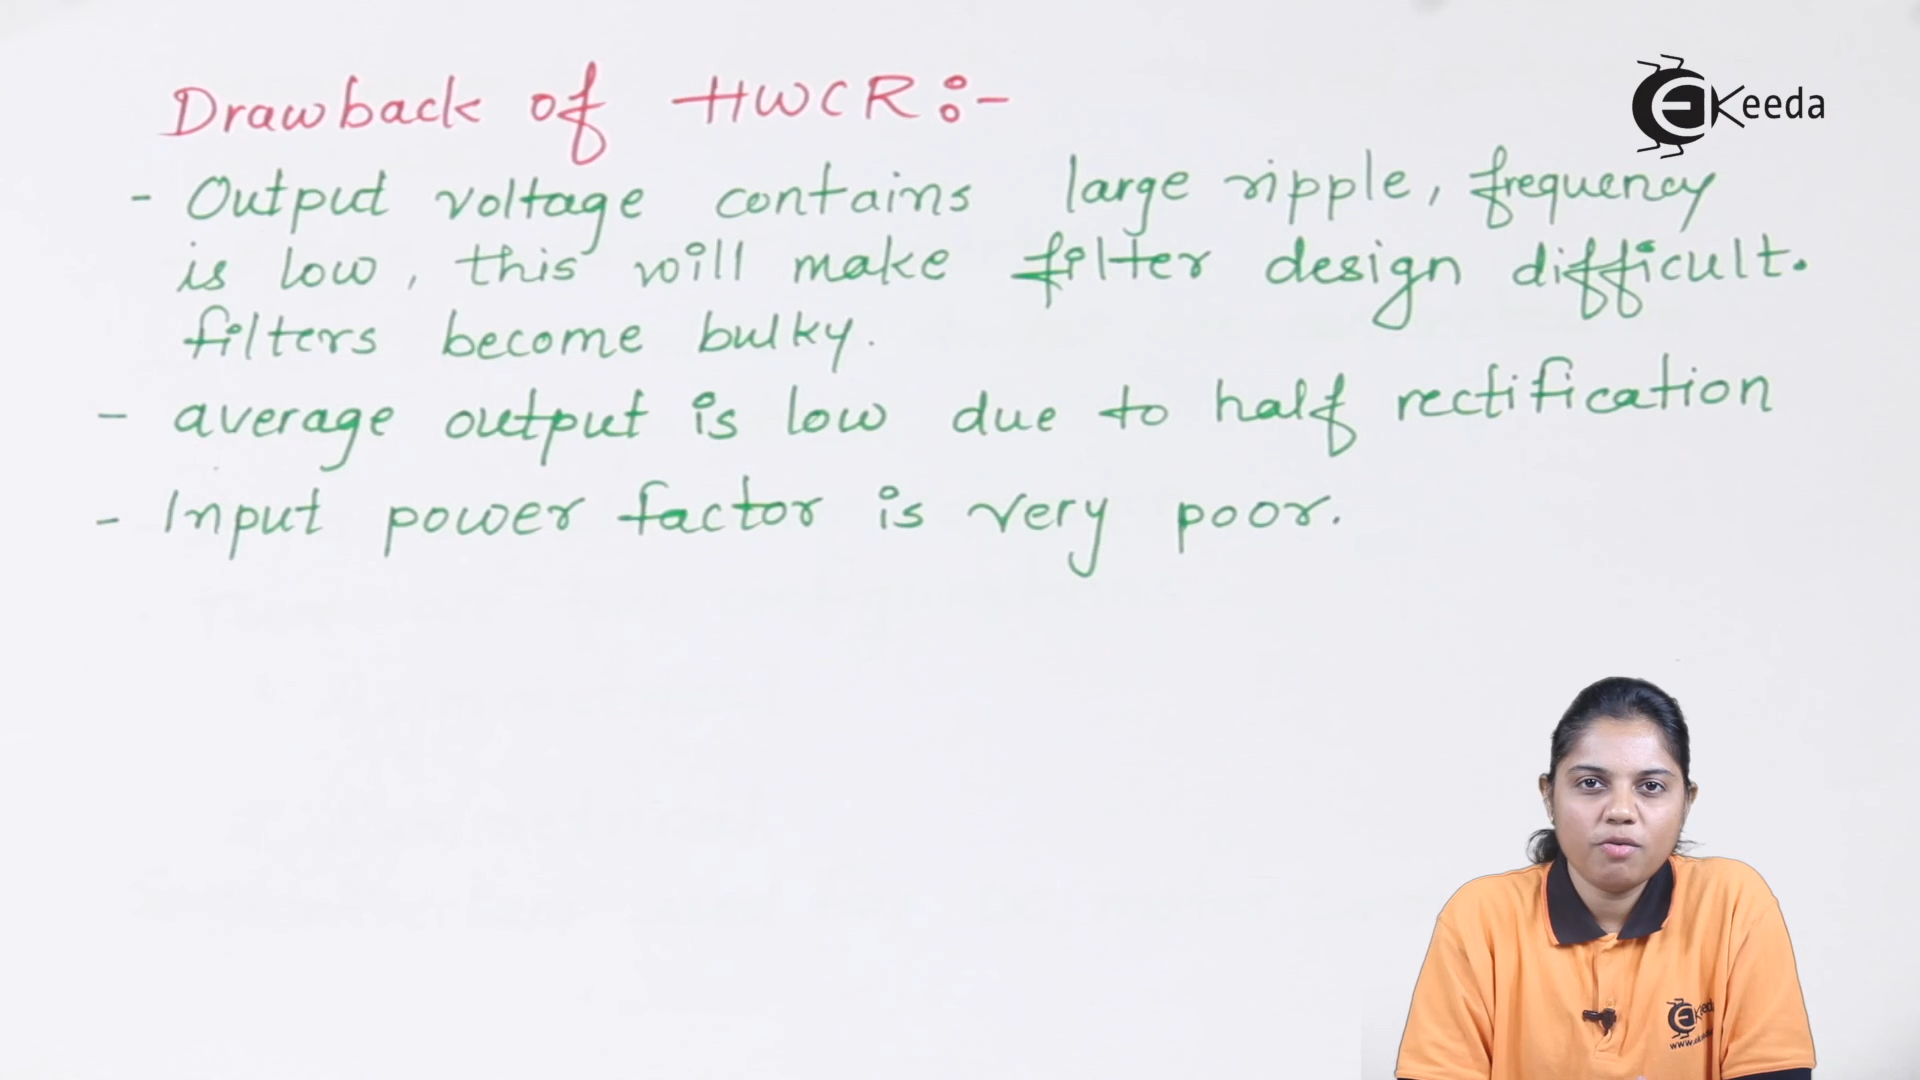 Drawback of HWCR :-
EKeeda
- Output voltage contains large ripple, frequency
is low, this will make filter design difficult.
filters become bulky.
- average output is low due to half rectification
- Input power factor is very poor.